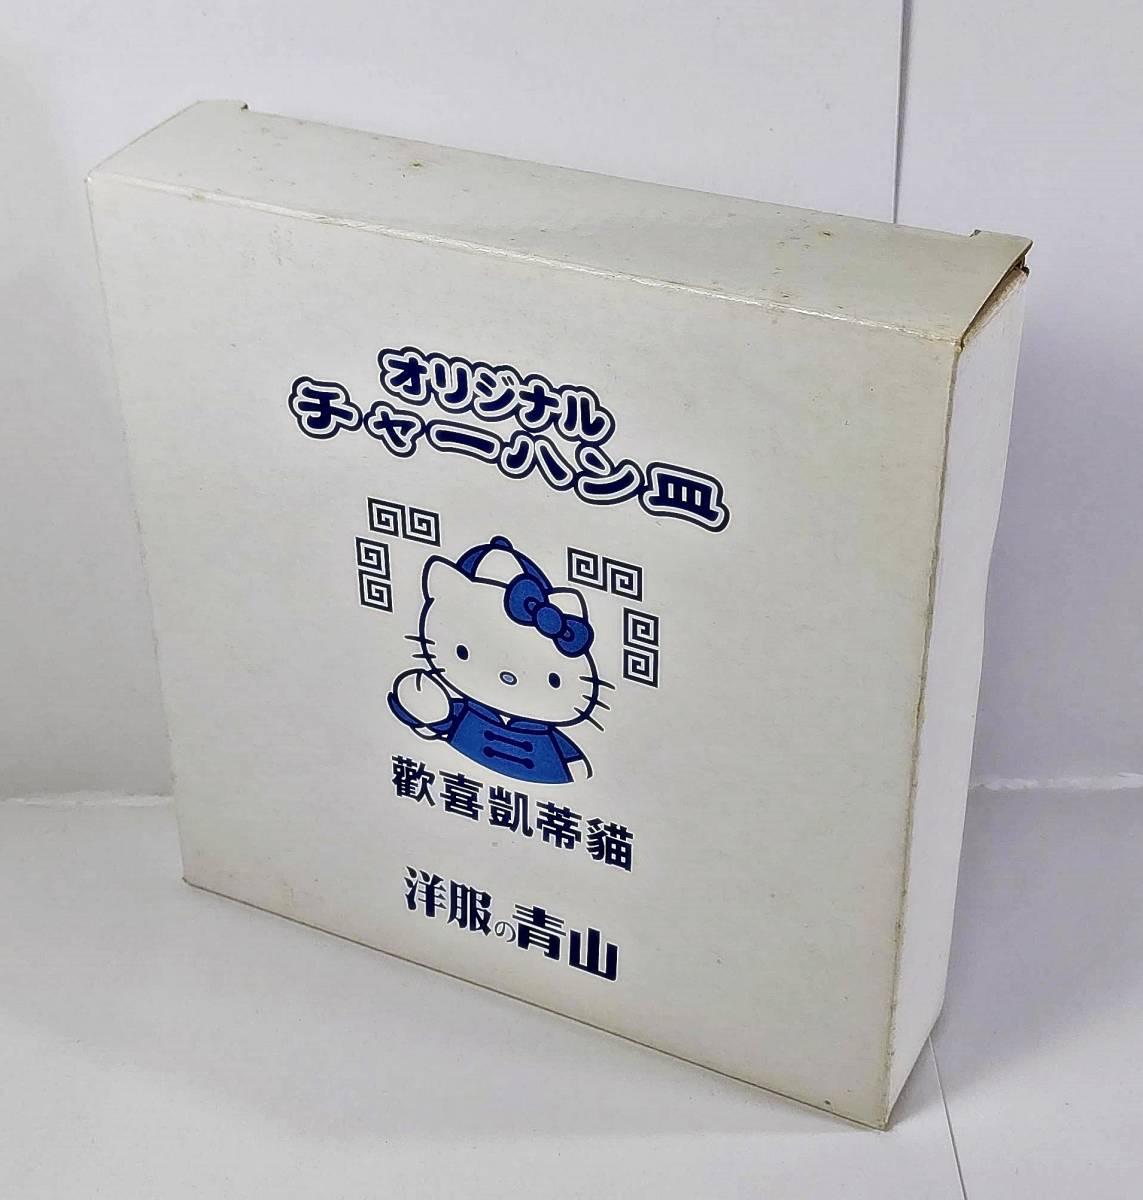 オリジナル
チャーハン皿
歡喜凱蒂貓
洋服の青山